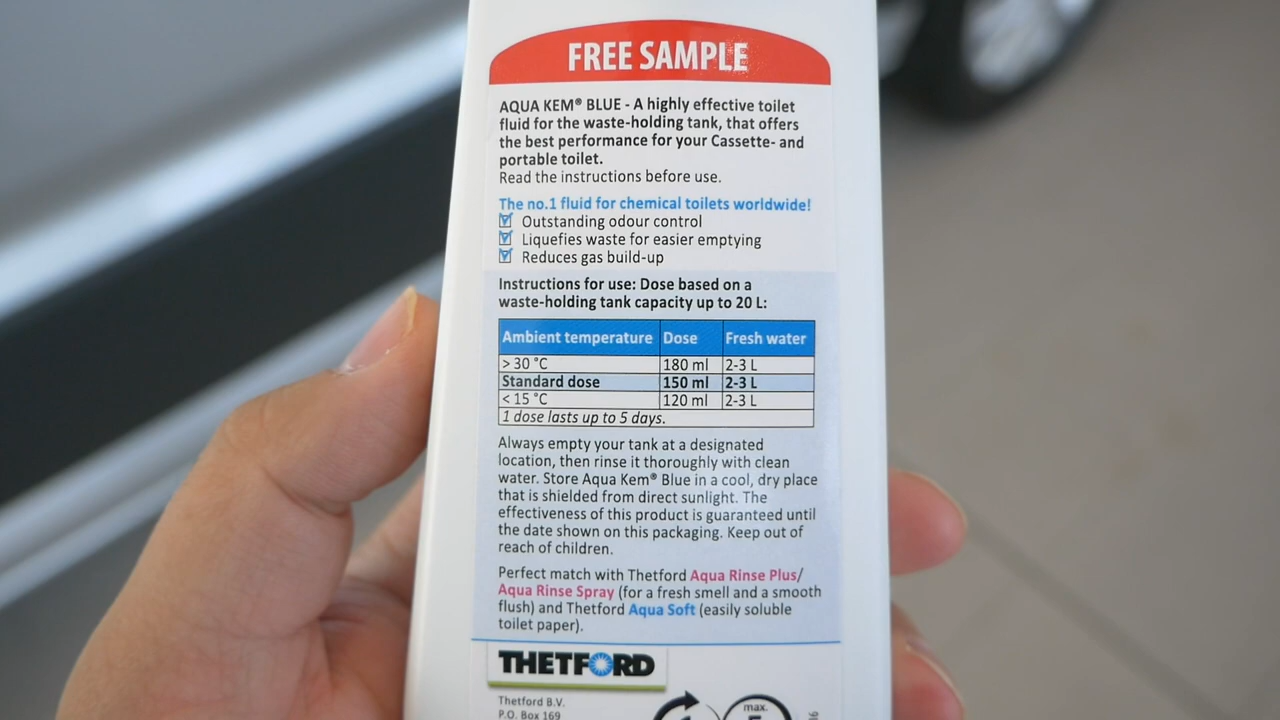 FREE SAMPLE
AQUA KEM® BLUE - A highly effective toilet
fluid for the waste-holding tank, that offers
the best performance for your Cassette- and
portable toilet.
Read the instructions before use.
The no.1 fluid for chemical toilets worldwide!
Outstanding odour control
Liquefies waste for easier emptying
Reduces gas build-up
Instructions for use: Dose based on a
waste-holding tank capacity up to 20 L:
Ambient temperature Dose Fresh water
> 30 °C 180 ml 2-3 L
Standard dose 150 ml 2-3 L
< 15 °C 120 ml 2-3 L
1 dose lasts up to 5 days.
Always empty your tank at a designated
location, then rinse it thoroughly with clean
water. Store Aqua Kem® Blue in a cool, dry place
that is shielded from direct sunlight. The
effectiveness of this product is guaranteed until
the date shown on this packaging. Keep out of
reach of children.
Perfect match with Thetford Aqua Rinse Plus/
Aqua Rinse Spray (for a fresh smell and a smooth
flush) and Thetford Aqua Soft (easily soluble
toilet paper).
THETFORD
Thetford B.V.
P.O. Box 169
max.